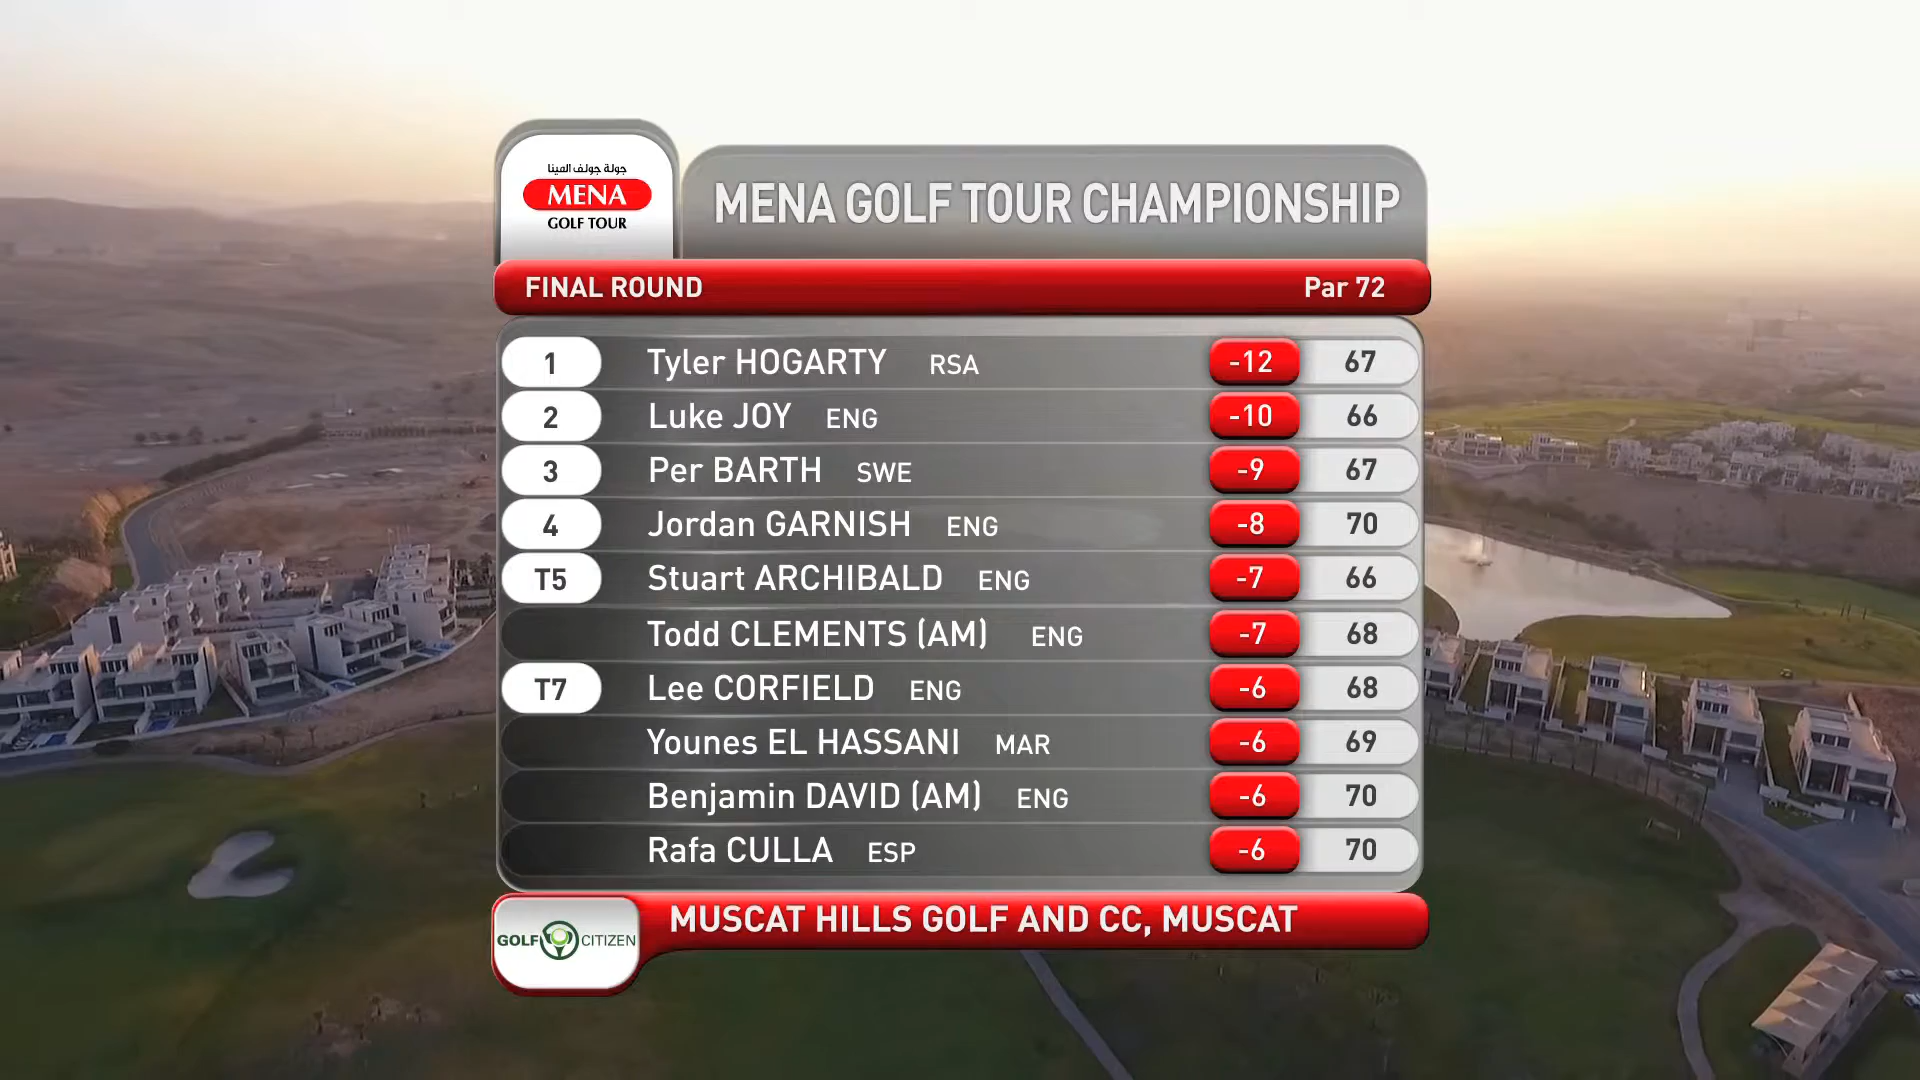 جولة جولف المينا
MENA
GOLF TOUR
MENA GOLF TOUR CHAMPIONSHIP
FINAL ROUND Par 72
1 Tyler HOGARTY RSA -12 67
2 Luke JOY ENG -10 66
3 Per BARTH SWE -9 67
4 Jordan GARNISH ENG -8 70
T5 Stuart ARCHIBALD ENG -7 66
Todd CLEMENTS (AM) ENG -7 68
T7 Lee CORFIELD ENG -6 68
Younes EL HASSANI MAR -6 69
Benjamin DAVID (AM) ENG -6 70
Rafa CULLA ESP -6 70
GOLF CITIZEN
MUSCAT HILLS GOLF AND CC, MUSCAT